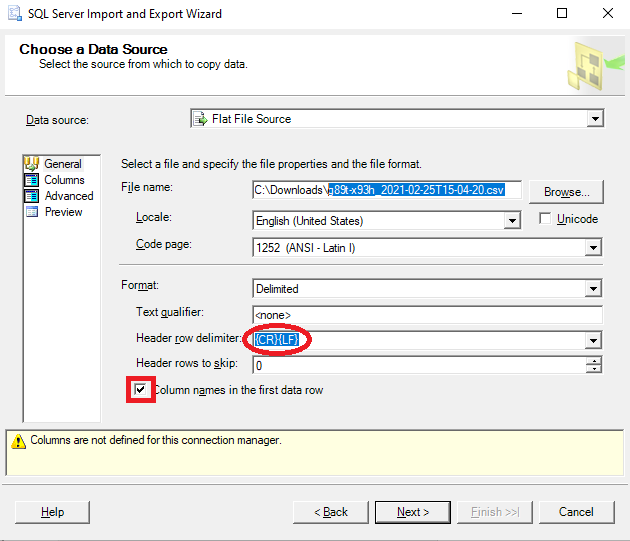 SQL Server Import and Export Wizard
Choose a Data Source
Select the source from which to copy data.
Data source: Flat File Source
General
Columns
Advanced
Preview
Select a file and specify the file properties and the file format.
File name: C:\Downloads\g89t-x93h_2021-02-25T15-04-20.csv Browse...
Locale: English (United States) Unicode
Code page: 1252 (ANSI - Latin I)
Format: Delimited
Text qualifier: <none>
Header row delimiter: {CR}{LF}
Header rows to skip: 0
Column names in the first data row
Columns are not defined for this connection manager.
Help < Back Next > Finish >>| Cancel